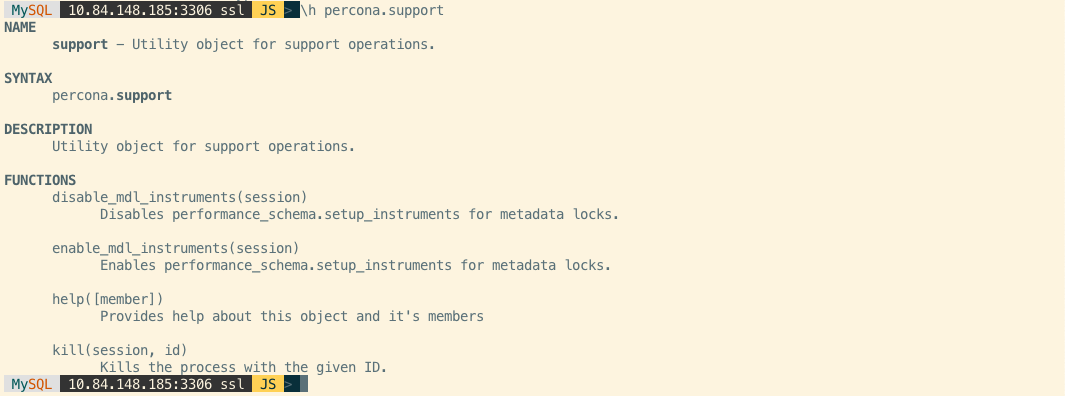 MySQL 10.84.148.185:3306 ssl JS > \h percona.support
NAME
support – Utility object for support operations.
SYNTAX
percona.support
DESCRIPTION
Utility object for support operations.
FUNCTIONS
disable_mdl_instruments(session)
Disables performance_schema.setup_instruments for metadata locks.
enable_mdl_instruments(session)
Enables performance_schema.setup_instruments for metadata locks.
help([member])
Provides help about this object and it's members
kill(session, id)
Kills the process with the given ID.
MySQL 10.84.148.185:3306 ssl JS >